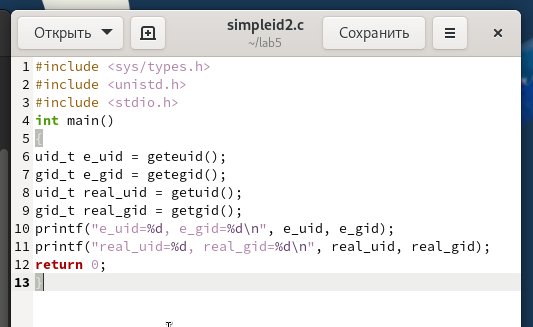 Открыть
simpleid2.c
~/lab5
Сохранить
1 #include <sys/types.h>
2 #include <unistd.h>
3 #include <stdio.h>
4 int main()
5 {
6 uid_t e_uid = geteuid();
7 gid_t e_gid = getegid();
8 uid_t real_uid = getuid();
9 gid_t real_gid = getgid();
10 printf("e_uid=%d, e_gid=%d\n", e_uid, e_gid);
11 printf("real_uid=%d, real_gid=%d\n", real_uid, real_gid);
12 return 0;
13 }